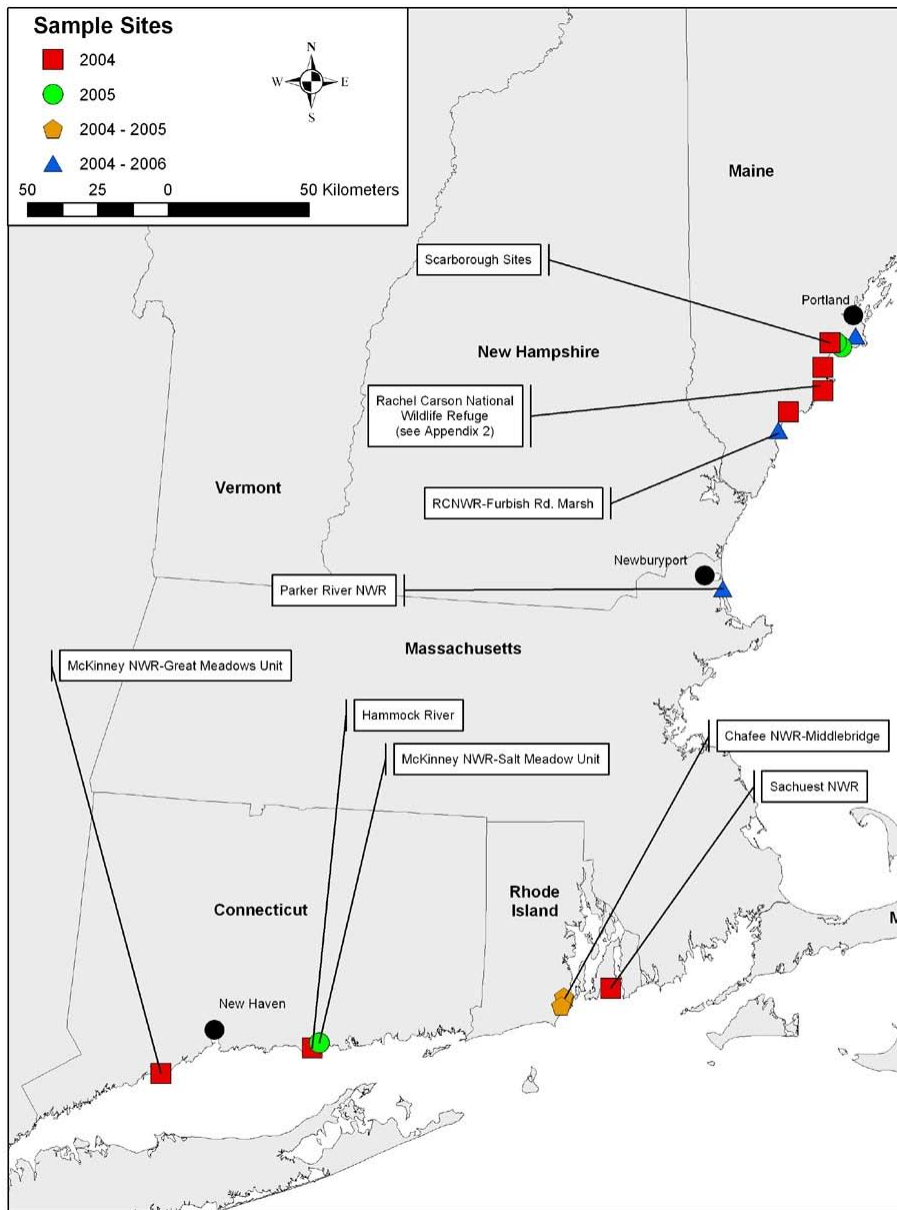 Sample Sites
2004
2005
2004 - 2005
2004 - 2006
N
W E
S
50 25 0 50 Kilometers
Maine
Scarborough Sites
Portland
New Hampshire
Rachel Carson National
Wildlife Refuge
(see Appendix 2)
Vermont
RCNWR-Furbish Rd. Marsh
Newburyport
Parker River NWR
Massachusetts
McKinney NWR-Great Meadows Unit
Hammock River
Chafee NWR-Middlebridge
McKinney NWR-Salt Meadow Unit
Sachuest NWR
Rhode
Island
Connecticut
M
New Haven